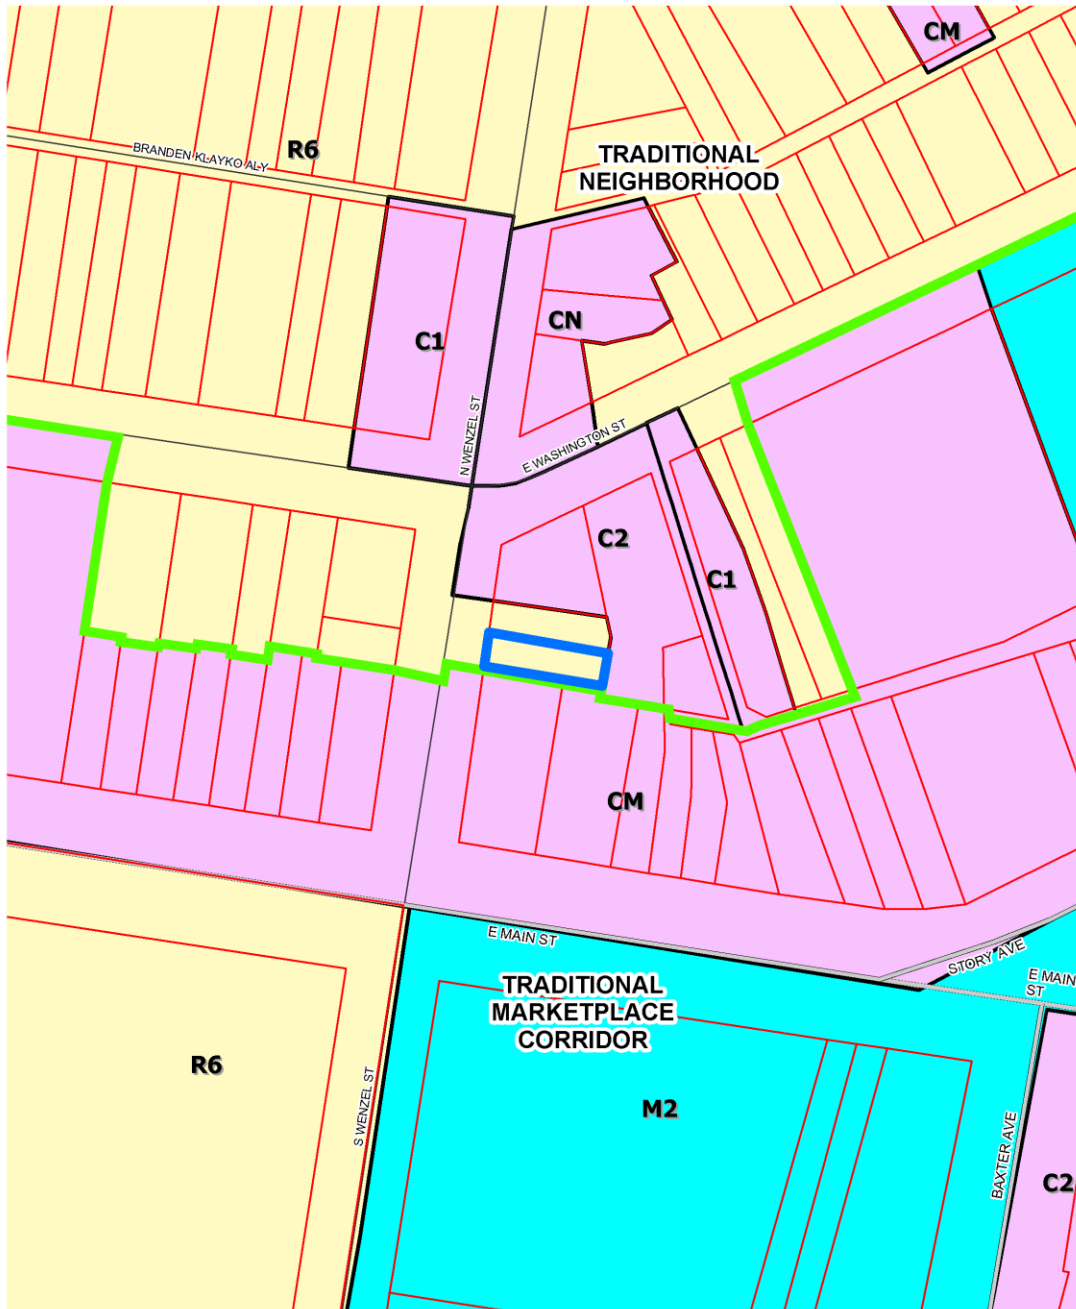 CM
R6
BRANDEN KLAYKO ALY
TRADITIONAL
NEIGHBORHOOD
CN
C1
N WENZEL ST
E WASHINGTON ST
C2
C1
CM
E MAIN ST
STORY AVE
E MAIN
ST
TRADITIONAL
MARKETPLACE
CORRIDOR
R6
S WENZEL ST
M2
BAXTER AVE
C2